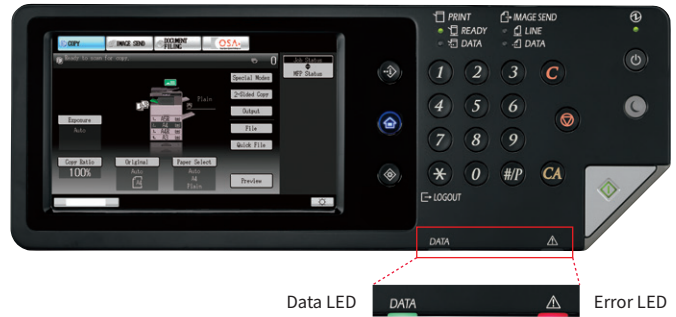 COPY IMAGE SEND DOCUMENT FILING OSA
Ready to scan for copy. 0
Job Status
MFP Status
Special Modes
2-Sided Copy
Output
File
Quick File
Plain
Exposure
Auto
Copy Ratio
100%
Original
Auto
A4
Paper Select
Auto
A4
Plain
Preview
PRINT IMAGE SEND
READY LINE
DATA DATA
1 2 3 C
4 5 6
7 8 9
* 0 #/P CA
LOGOUT
DATA
Data LED DATA Error LED